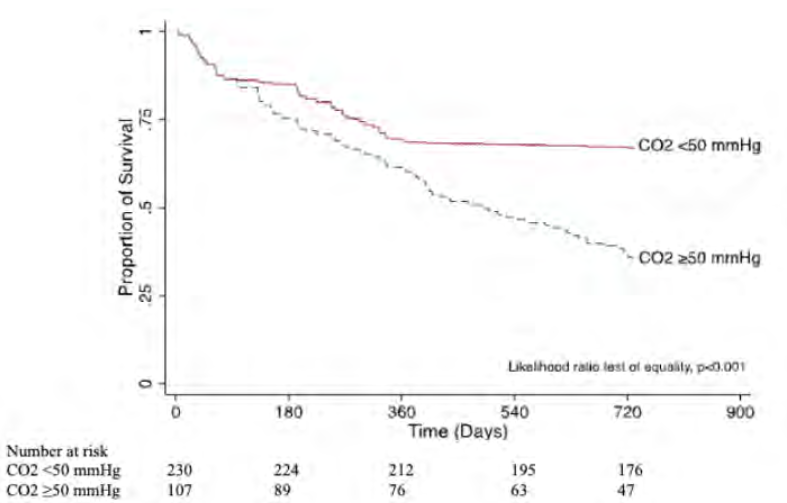 1
.75
.5
.25
0
Proportion of Survival
CO2 <50 mmHg
CO2 ≥50 mmHg
Likelihood ratio test of equality, p<0.001
0 180 360 540 720 900
Time (Days)
Number at risk
CO2 <50 mmHg 230 224 212 195 176
CO2 ≥50 mmHg 107 89 76 63 47